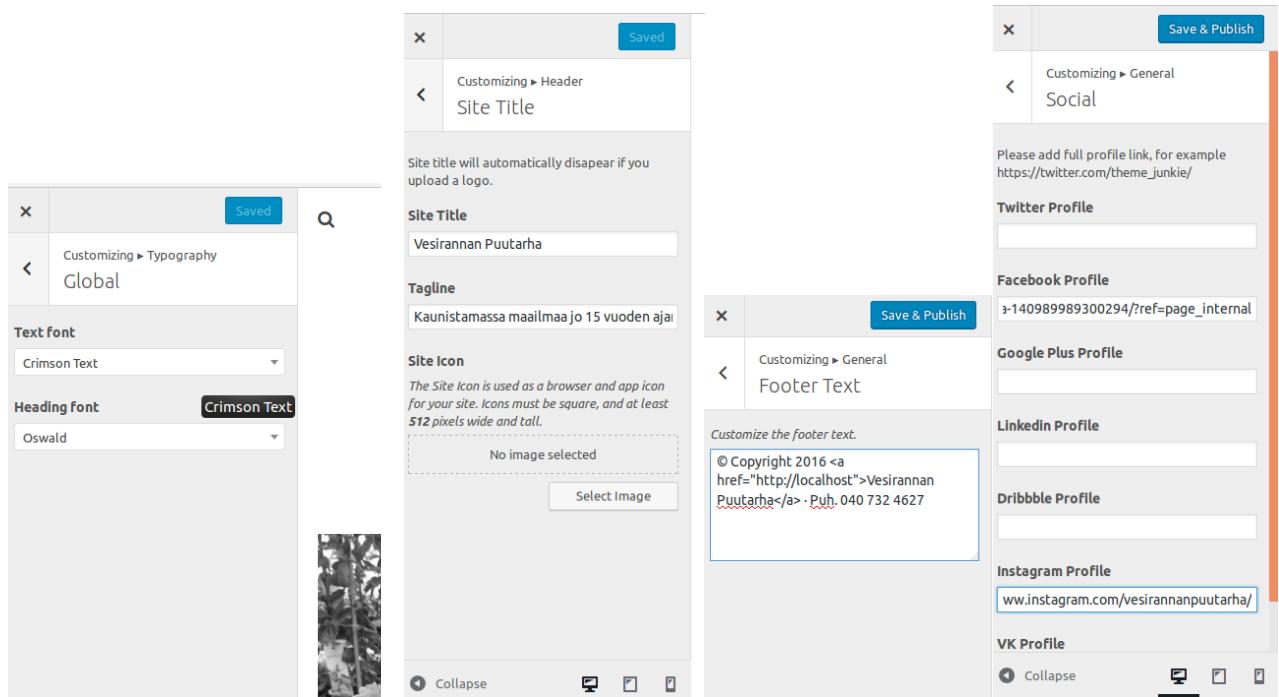 Saved
Customizing ▸ Typography
Global
Text font
Crimson Text
Heading font
Crimson Text
Oswald
Saved
Customizing ▸ Header
Site Title
Site title will automatically disapear if you
upload a logo.
Site Title
Vesirannan Puutarha
Tagline
Kaunistamassa maailmaa jo 15 vuoden aja
Site Icon
The Site Icon is used as a browser and app icon
for your site. Icons must be square, and at least
512 pixels wide and tall.
No image selected
Select Image
Collapse
Save & Publish
Customizing ▸ General
Footer Text
Customize the footer text.
© Copyright 2016 <a
href="http://localhost">Vesirannan
Puutarha</a> · Puh. 040 732 4627
Save & Publish
Customizing ▸ General
Social
Please add full profile link, for example
https://twitter.com/theme_junkie/
Twitter Profile
Facebook Profile
-140989989300294/?ref=page_internal
Google Plus Profile
Linkedin Profile
Dribbble Profile
Instagram Profile
ww.instagram.com/vesirannanpuutarha/
VK Profile
Collapse